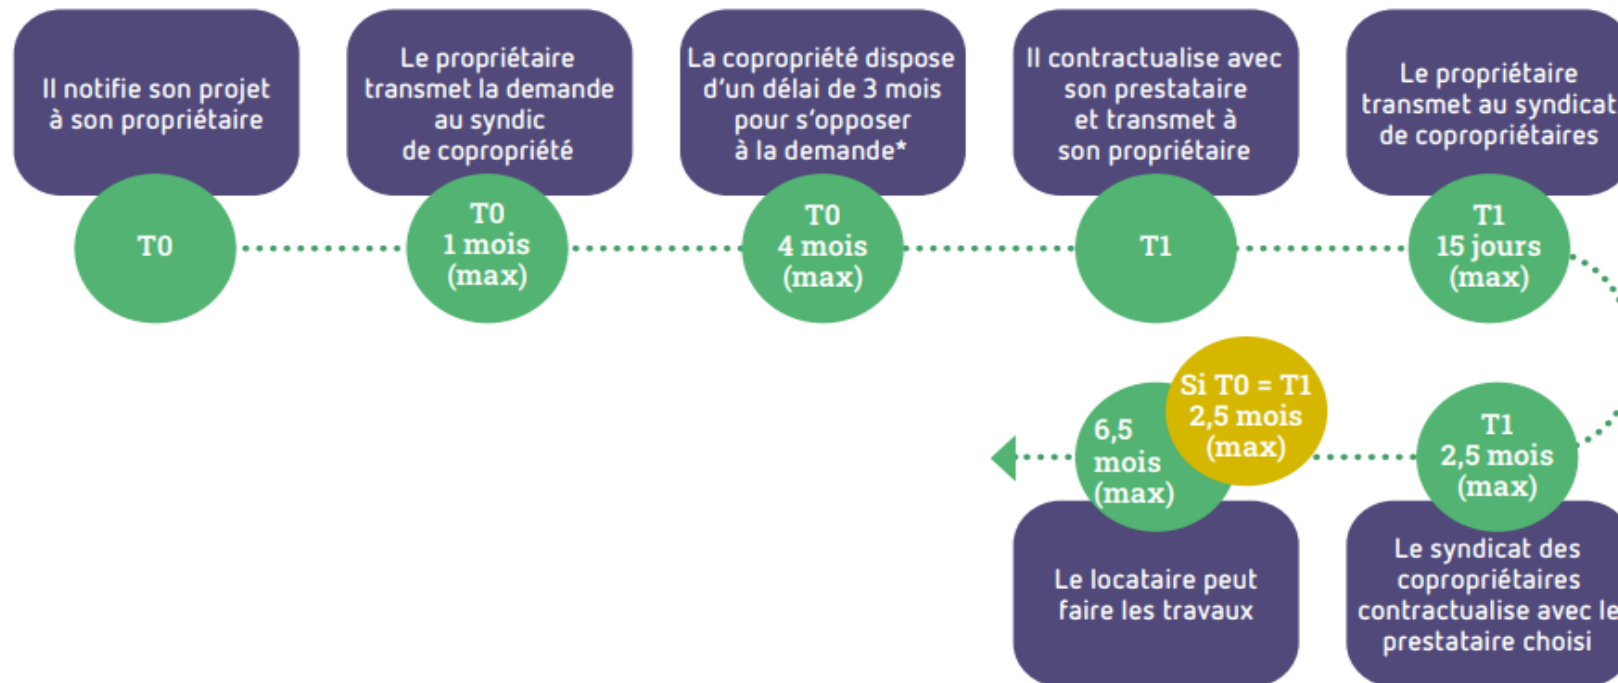 Il notifie son projet
à son propriétaire
T0
Le propriétaire
transmet la demande
au syndic
de copropriété
T0
1 mois
(max)
La copropriété dispose
d'un délai de 3 mois
pour s'opposer
à la demande*
T0
4 mois
(max)
Il contractualise avec
son prestataire
et transmet à
son propriétaire
T1
Le propriétaire
transmet au syndicat
de copropriétaires
T1
15 jours
(max)
T1
2,5 mois
(max)
Le syndicat des
copropriétaires
contractualise avec le
prestataire choisi
Si T0 = T1
2,5 mois
(max)
6,5
mois
(max)
Le locataire peut
faire les travaux